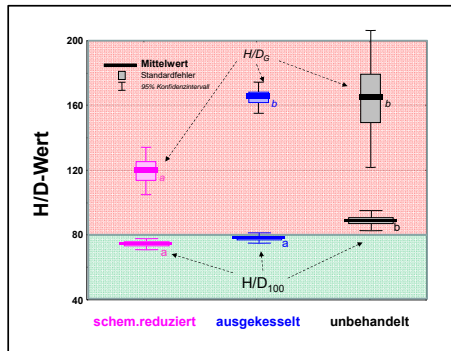 200
160
120
80
40
H/D-Wert
Mittelwert
Standardfehler
95% Konfidenzintervall
H/D_G
a
b
b
a
a
b
H/D_100
schem.reduziert ausgekesselt unbehandelt